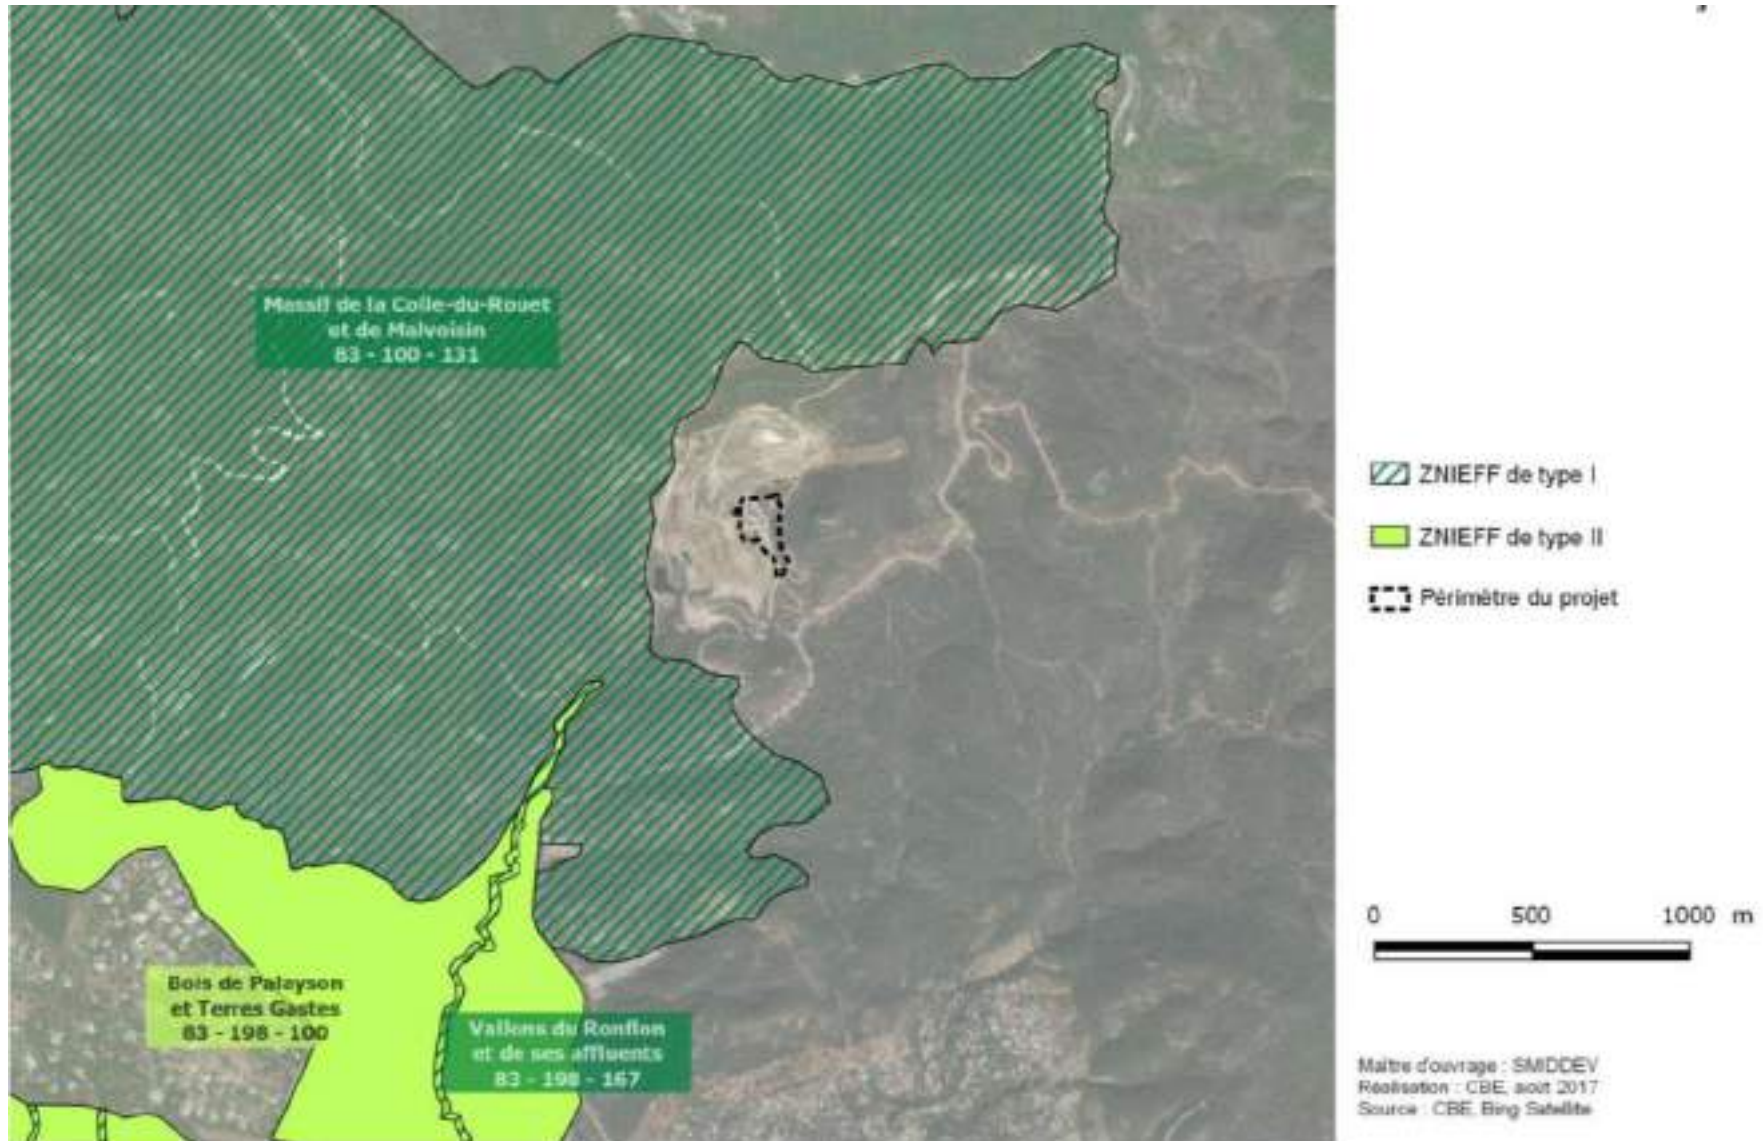 Massif de la Colle-du-Rouet
et de Malvoisin
83 - 100 - 131
ZNIEFF de type I
ZNIEFF de type II
Périmètre du projet
0 500 1000 m
Bois de Palayson
et Terres Gastes
83 - 198 - 100
Vallons du Ronflon
et de ses affluents
83 - 198 - 167
Maître d'ouvrage : SMIDDEV
Réalisation : CBE, août 2017
Source : CBE, Bing Satellite